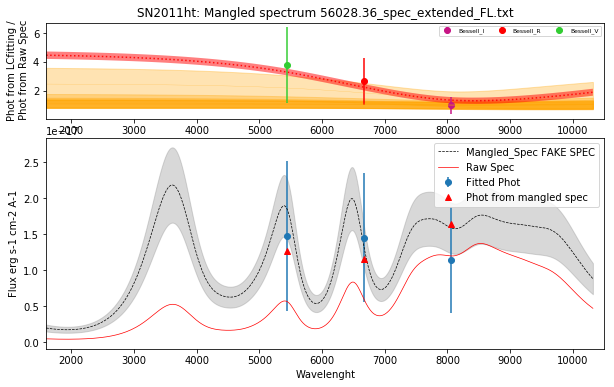 SN2011ht: Mangled spectrum 56028.36_spec_extended_FL.txt
Phot from LCfitting /
Phot from Raw Spec
6
4
2
Bessell_I
Bessell_R
Bessell_V
2000 3000 4000 5000 6000 7000 8000 9000 10000
1e−17
Flux erg s-1 cm-2 A-1
2.5
2.0
1.5
1.0
0.5
0.0
Mangled_Spec FAKE SPEC
Raw Spec
Fitted Phot
Phot from mangled spec
2000 3000 4000 5000 6000 7000 8000 9000 10000
Wavelenght